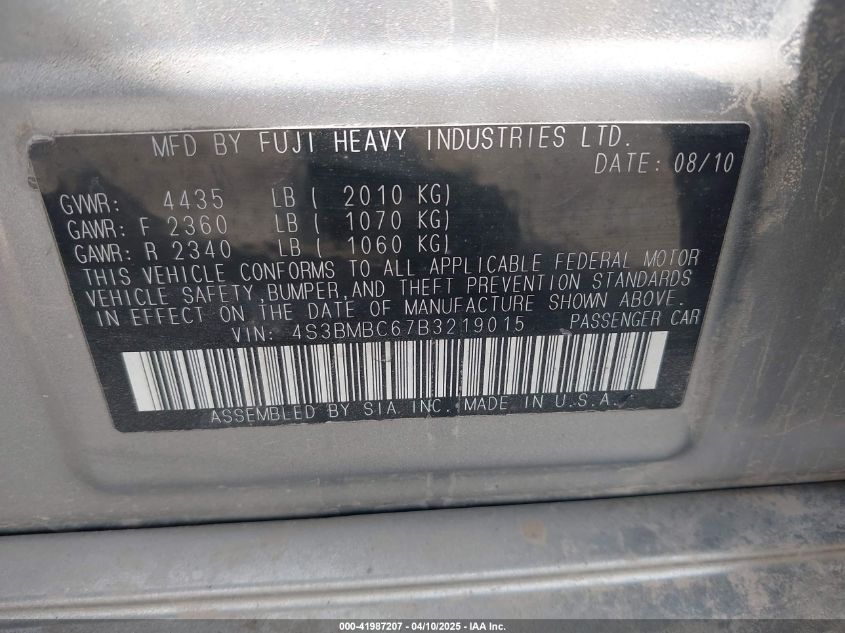 MFD BY FUJI HEAVY INDUSTRIES LTD.
DATE: 08/10
GVWR: 4435 LB ( 2010 KG)
GAWR: F 2360 LB ( 1070 KG)
GAWR: R 2340 LB ( 1060 KG)
THIS VEHICLE CONFORMS TO ALL APPLICABLE FEDERAL MOTOR
VEHICLE SAFETY,BUMPER,AND THEFT PREVENTION STANDARDS
IN EFFECT ON THE DATE OF MANUFACTURE SHOWN ABOVE.
VIN: 4S3BMBC67B3219015 PASSENGER CAR
ASSEMBLED BY SIA INC. MADE IN U.S.A.
000-41987207 - 04/10/2025 - IAA Inc.